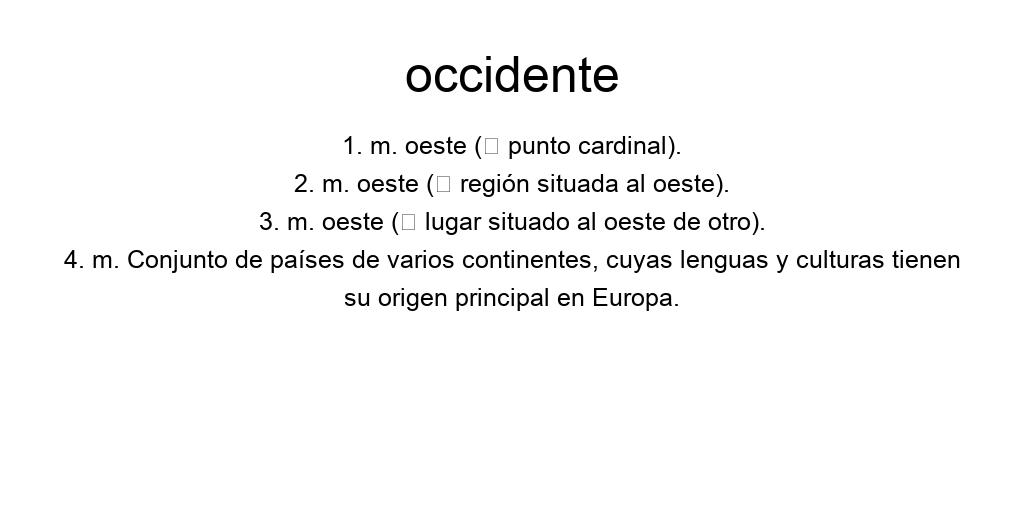 occidente
1. m. oeste (▯ punto cardinal).
2. m. oeste (▯ región situada al oeste).
3. m. oeste (▯ lugar situado al oeste de otro).
4. m. Conjunto de países de varios continentes, cuyas lenguas y culturas tienen
su origen principal en Europa.